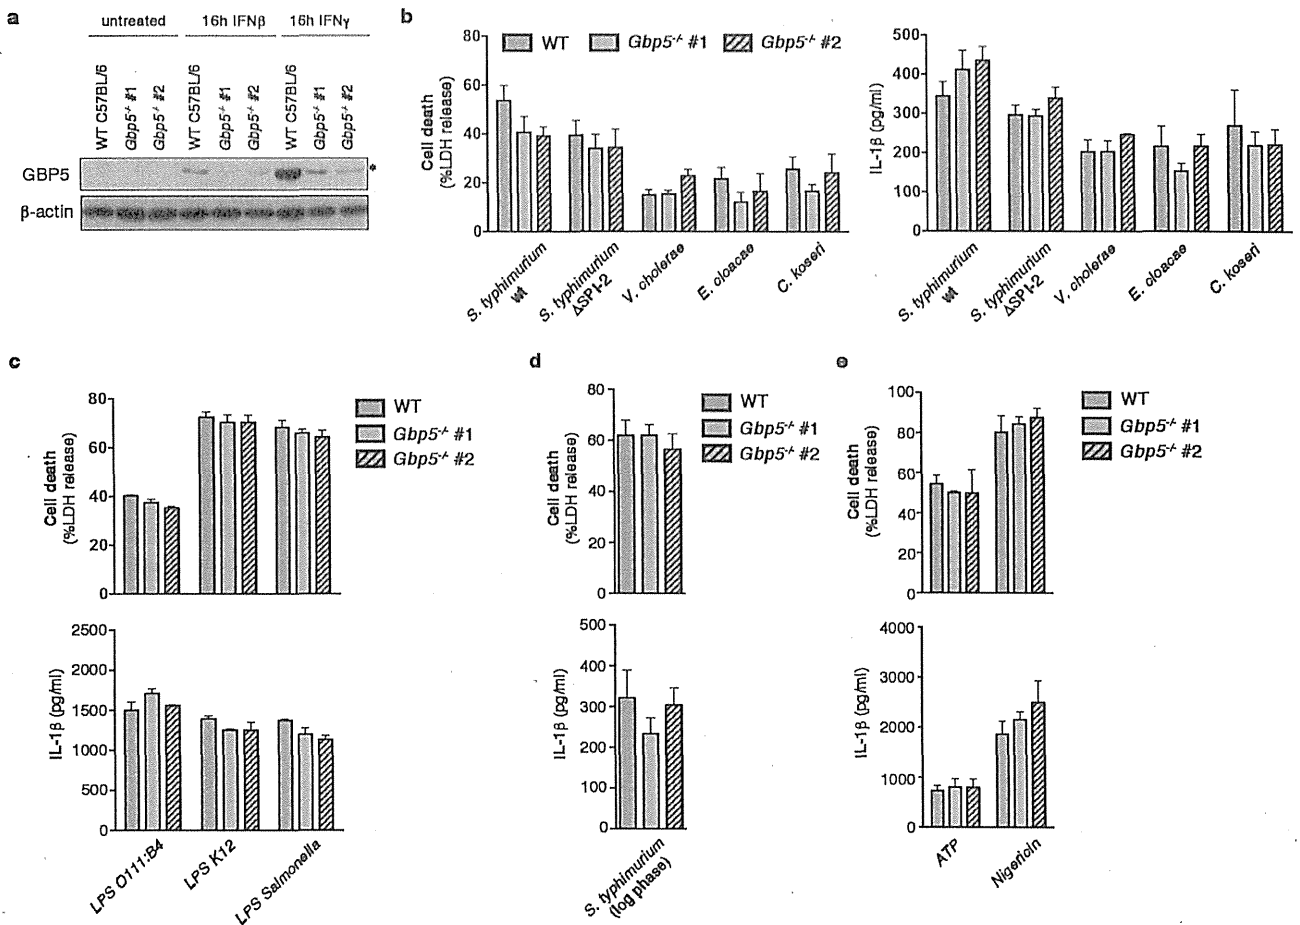 a
untreated 16h IFNβ 16h IFNγ
WT C57BL/6
Gbp5-/- #1
Gbp5-/- #2
WT C57BL/6
Gbp5-/- #1
Gbp5-/- #2
WT C57BL/6
Gbp5-/- #1
Gbp5-/- #2
GBP5
*
β-actin
b
WT Gbp5-/- #1 Gbp5-/- #2
Cell death
(%LDH release)
80
60
40
20
0
S. typhimurium
wt
S. typhimurium
ΔSPI-2
V. cholerae
E. cloacae
C. koseri
IL-1β (pg/ml)
500
400
300
200
100
0
S. typhimurium
wt
S. typhimurium
ΔSPI-2
V. cholerae
E. cloacae
C. koseri
c
Cell death
(%LDH release)
80
60
40
20
0
WT
Gbp5-/- #1
Gbp5-/- #2
IL-1β (pg/ml)
2500
2000
1500
1000
500
0
LPS O111:B4
LPS K12
LPS Salmonella
d
Cell death
(%LDH release)
80
60
40
20
0
WT
Gbp5-/- #1
Gbp5-/- #2
IL-1β (pg/ml)
500
400
300
200
100
0
S. typhimurium
(log phase)
e
Cell death
(%LDH release)
100
80
60
40
20
0
WT
Gbp5-/- #1
Gbp5-/- #2
IL-1β (pg/ml)
4000
3000
2000
1000
0
ATP
Nigericin